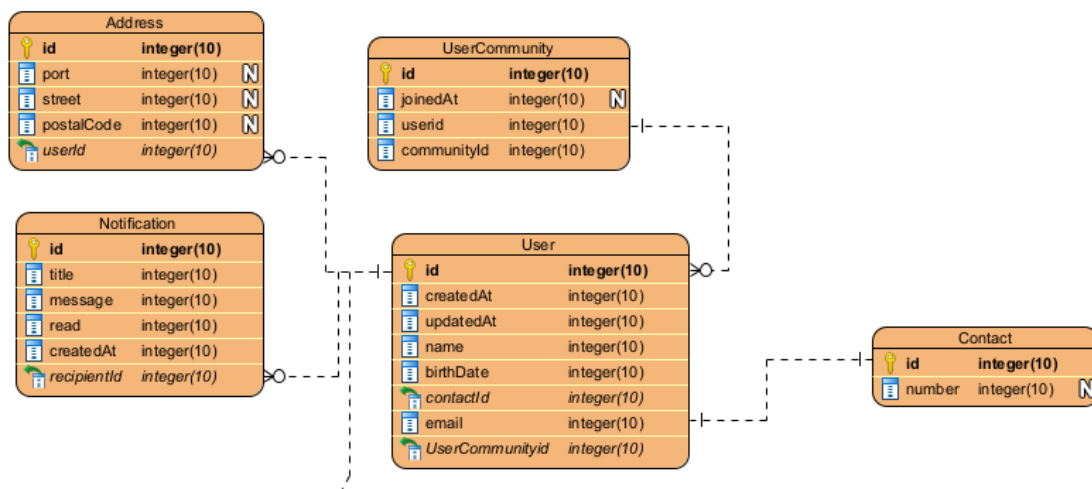 Address
id integer(10)
port integer(10) N
street integer(10) N
postalCode integer(10) N
userId integer(10)
UserCommunity
id integer(10)
joinedAt integer(10) N
userid integer(10)
communityId integer(10)
Notification
id integer(10)
title integer(10)
message integer(10)
read integer(10)
createdAt integer(10)
recipientId integer(10)
User
id integer(10)
createdAt integer(10)
updatedAt integer(10)
name integer(10)
birthDate integer(10)
contactId integer(10)
email integer(10)
UserCommunityid integer(10)
Contact
id integer(10)
number integer(10) N